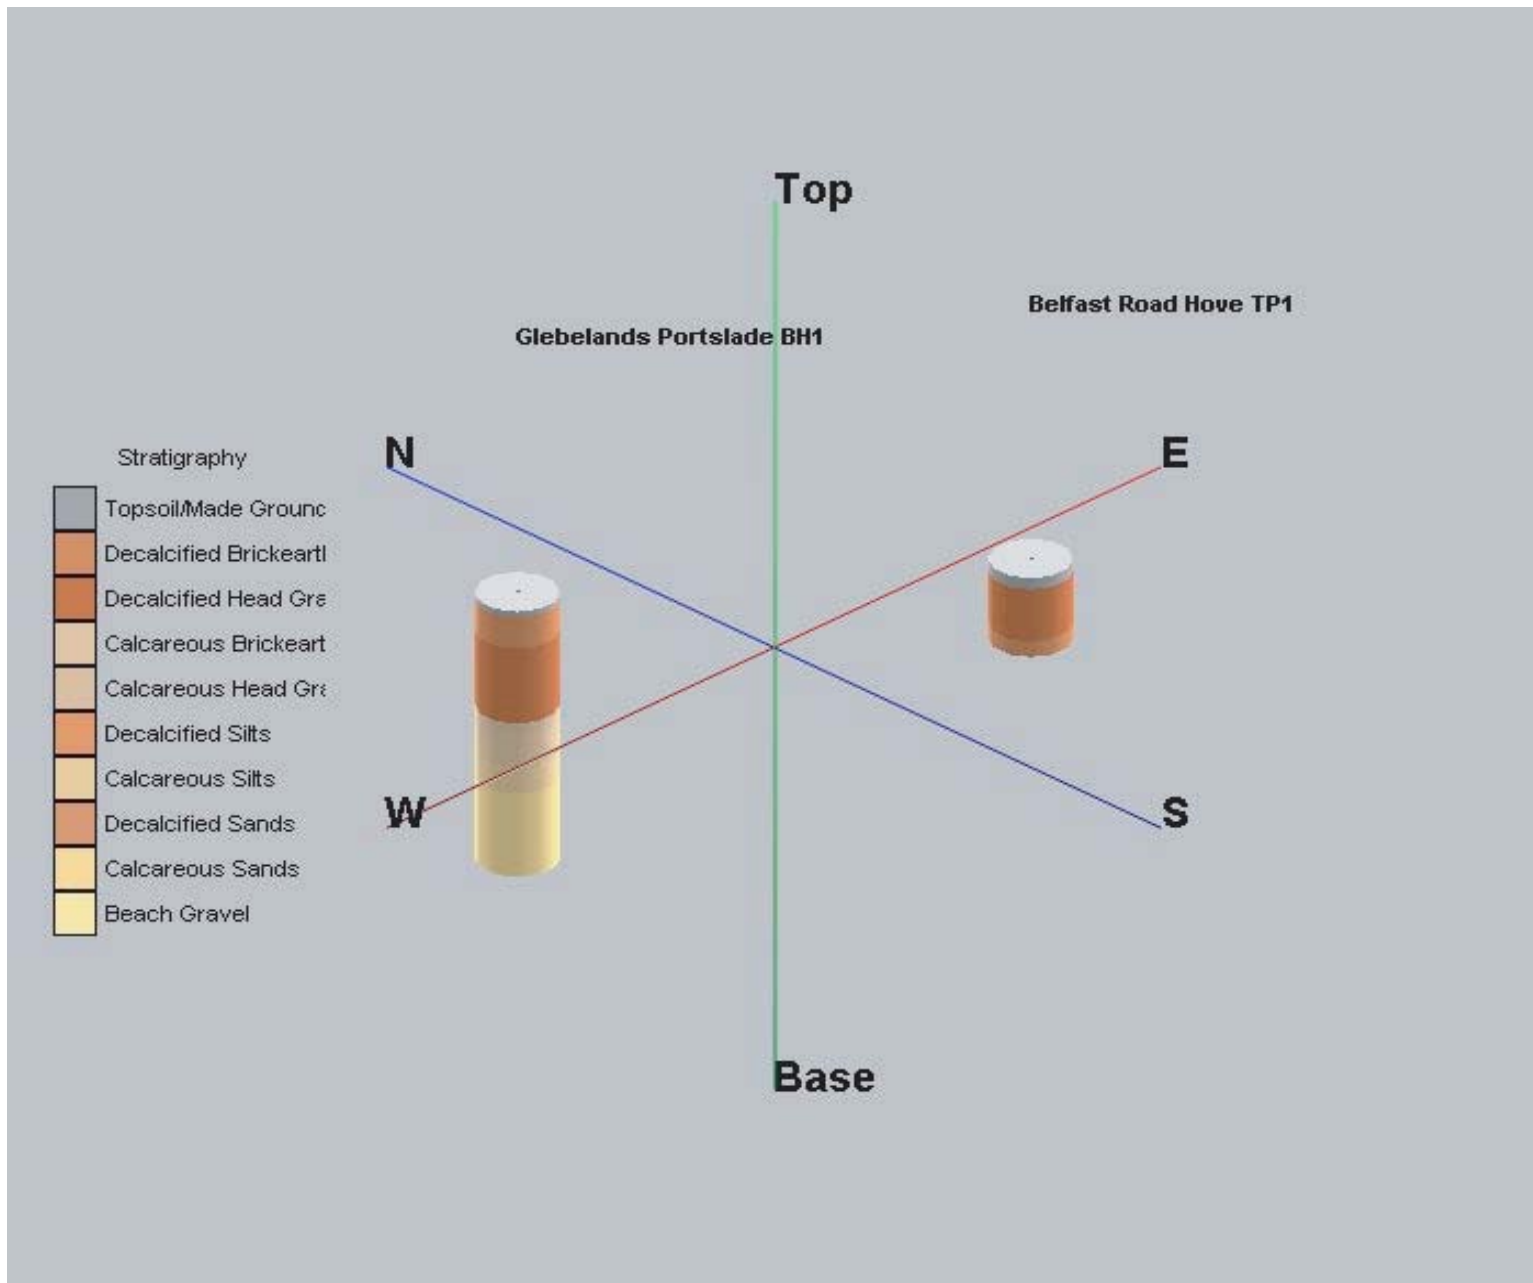 Top
Belfast Road Hove TP1
Glebelands Portslade BH1
N
E
Stratigraphy
Topsoil/Made Grounc
Decalcified Brickeartl
Decalcified Head Gra
Calcareous Brickeart
Calcareous Head Gra
Decalcified Silts
Calcareous Silts
Decalcified Sands
Calcareous Sands
Beach Gravel
W
S
Base